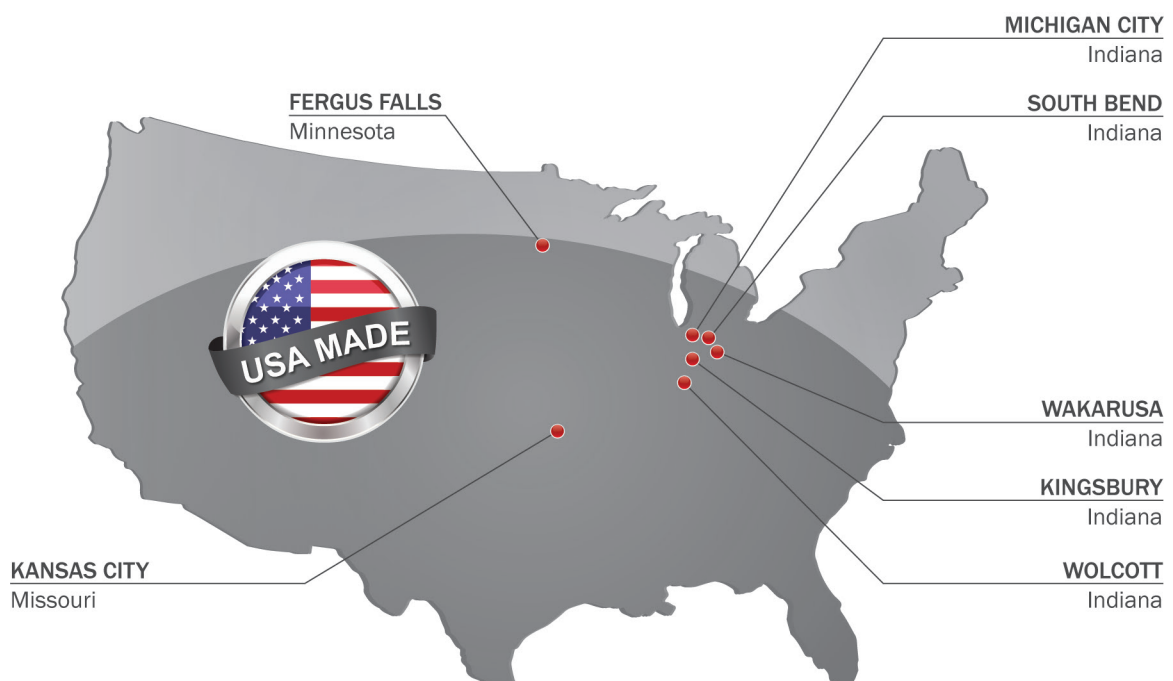 MICHIGAN CITY
Indiana
FERGUS FALLS
Minnesota
SOUTH BEND
Indiana
USA MADE
WAKARUSA
Indiana
KINGSBURY
Indiana
KANSAS CITY
Missouri
WOLCOTT
Indiana